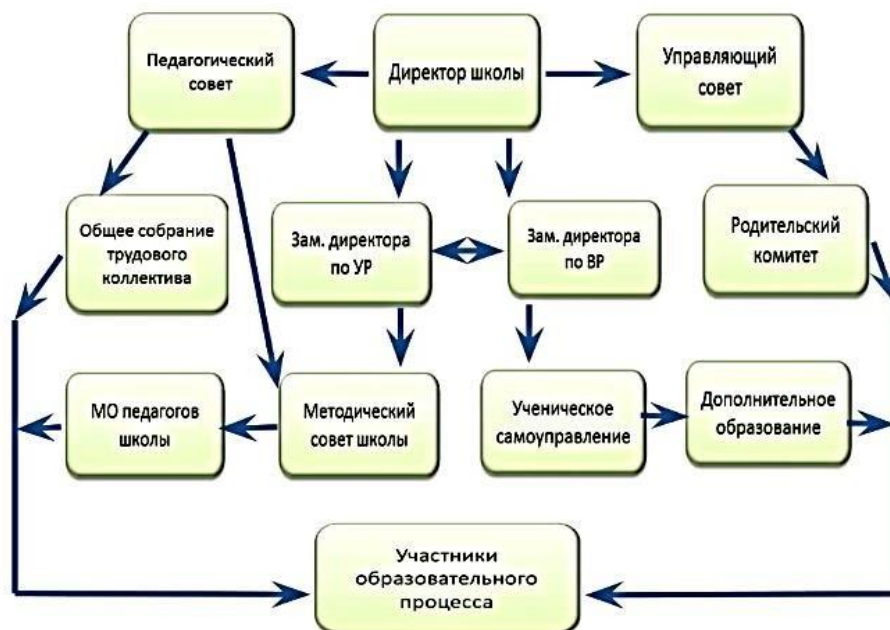 Педагогический
совет
Директор школы
Управляющий
совет
Общее собрание
трудового
коллектива
Зам. директора
по УР
Зам. директора
по ВР
Родительский
комитет
МО педагогов
школы
Методический
совет школы
Ученическое
самоуправление
Дополнительное
образование
Участники
образовательного
процесса